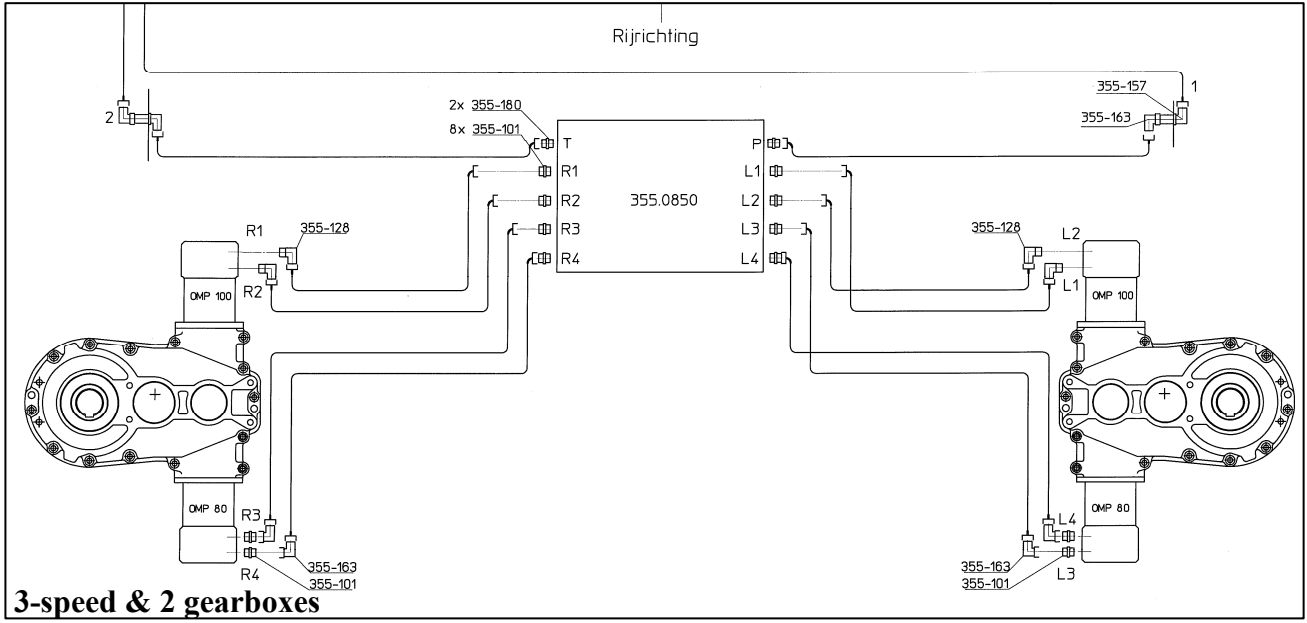 Rijrichting
355-157 1
2x 355-180
2
355-163
8x 355-101
T P
R1 L1
R2 355.0850 L2
R3 L3
R4 L4
R1 355-128
355-128 L2
R2 L1
OMP 100 OMP 100
OMP 80 OMP 80
R3 L4
355-163 355-163
R4 L3
355-101 355-101
3-speed & 2 gearboxes